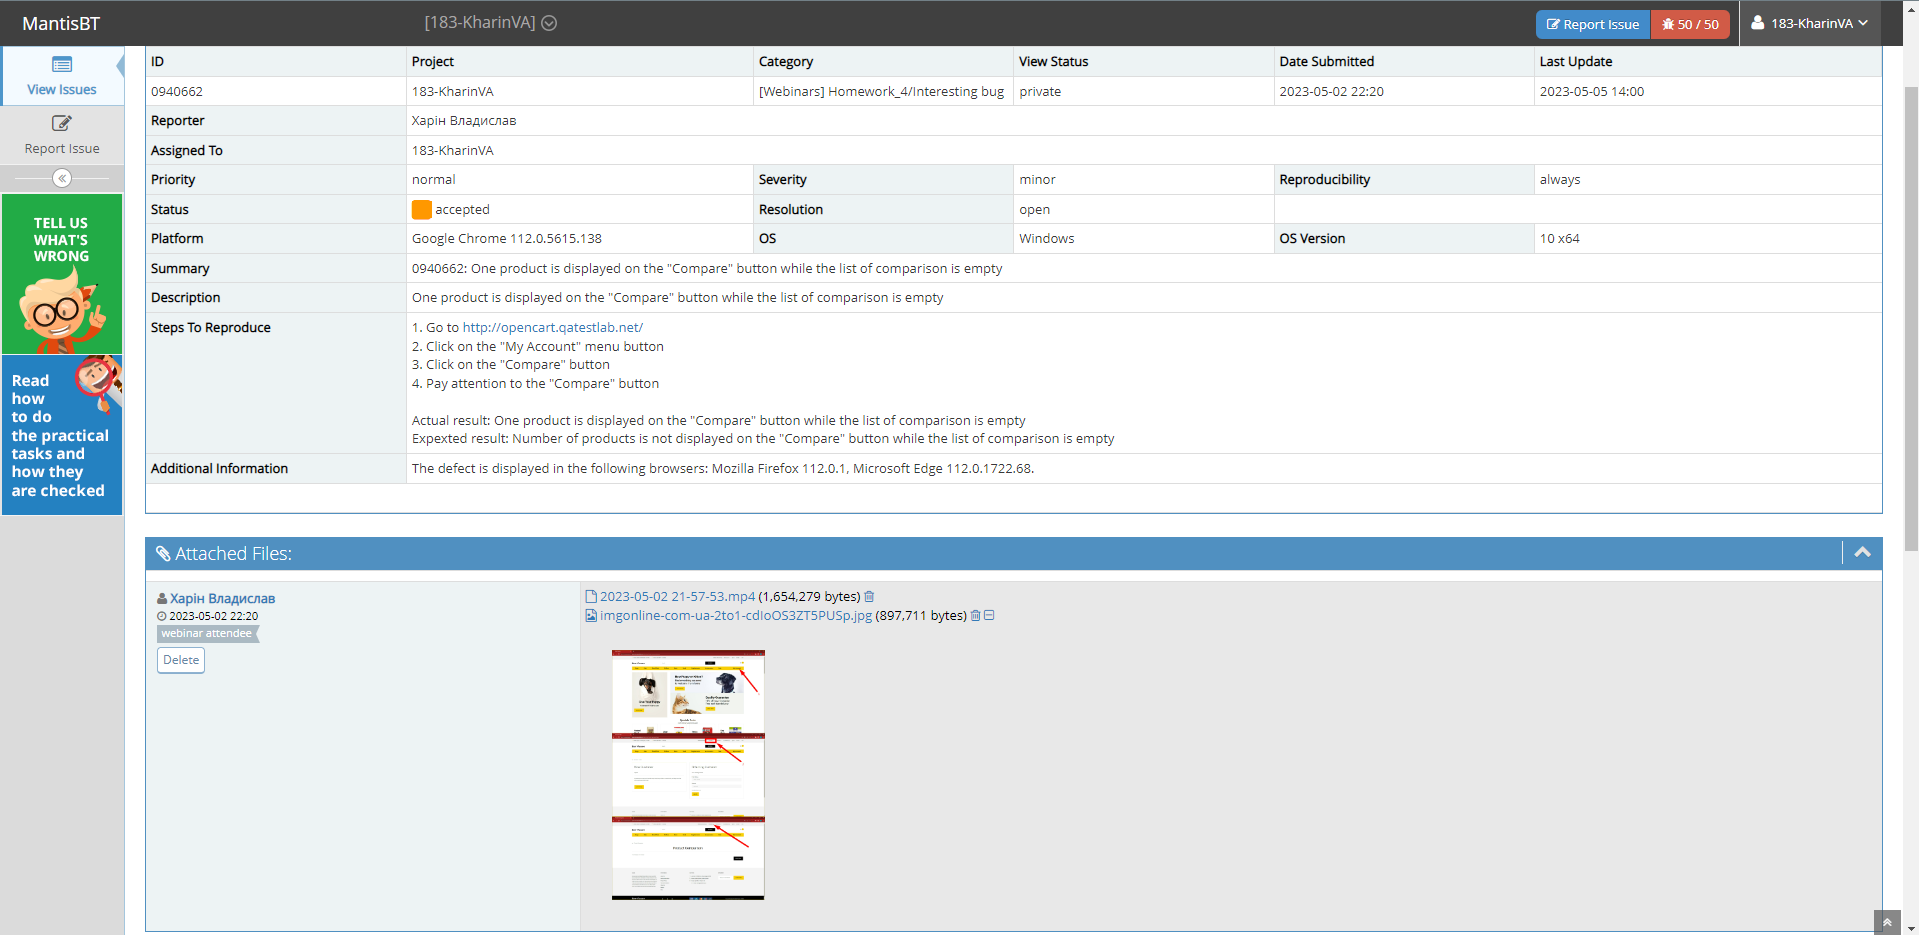 MantisBT
[183-KharinVA]
Report Issue
50 / 50
183-KharinVA
View Issues
Report Issue
TELL US
WHAT'S
WRONG
Read
how
to do
the practical
tasks and
how they
are checked
ID Project Category View Status Date Submitted Last Update
0940662 183-KharinVA [Webinars] Homework_4/Interesting bug private 2023-05-02 22:20 2023-05-05 14:00
Reporter Харін Владислав
Assigned To 183-KharinVA
Priority normal Severity minor Reproducibility always
Status accepted Resolution open
Platform Google Chrome 112.0.5615.138 OS Windows OS Version 10 x64
Summary 0940662: One product is displayed on the "Compare" button while the list of comparison is empty
Description One product is displayed on the "Compare" button while the list of comparison is empty
Steps To Reproduce 1. Go to http://opencart.qatestlab.net/
2. Click on the "My Account" menu button
3. Click on the "Compare" button
4. Pay attention to the "Compare" button
Actual result: One product is displayed on the "Compare" button while the list of comparison is empty
Expexted result: Number of products is not displayed on the "Compare" button while the list of comparison is empty
Additional Information The defect is displayed in the following browsers: Mozilla Firefox 112.0.1, Microsoft Edge 112.0.1722.68.
Attached Files:
Харін Владислав
2023-05-02 22:20
webinar attendee
Delete
2023-05-02 21-57-53.mp4 (1,654,279 bytes)
imgonline-com-ua-2to1-cdIoOS3ZT5PUSp.jpg (897,711 bytes)